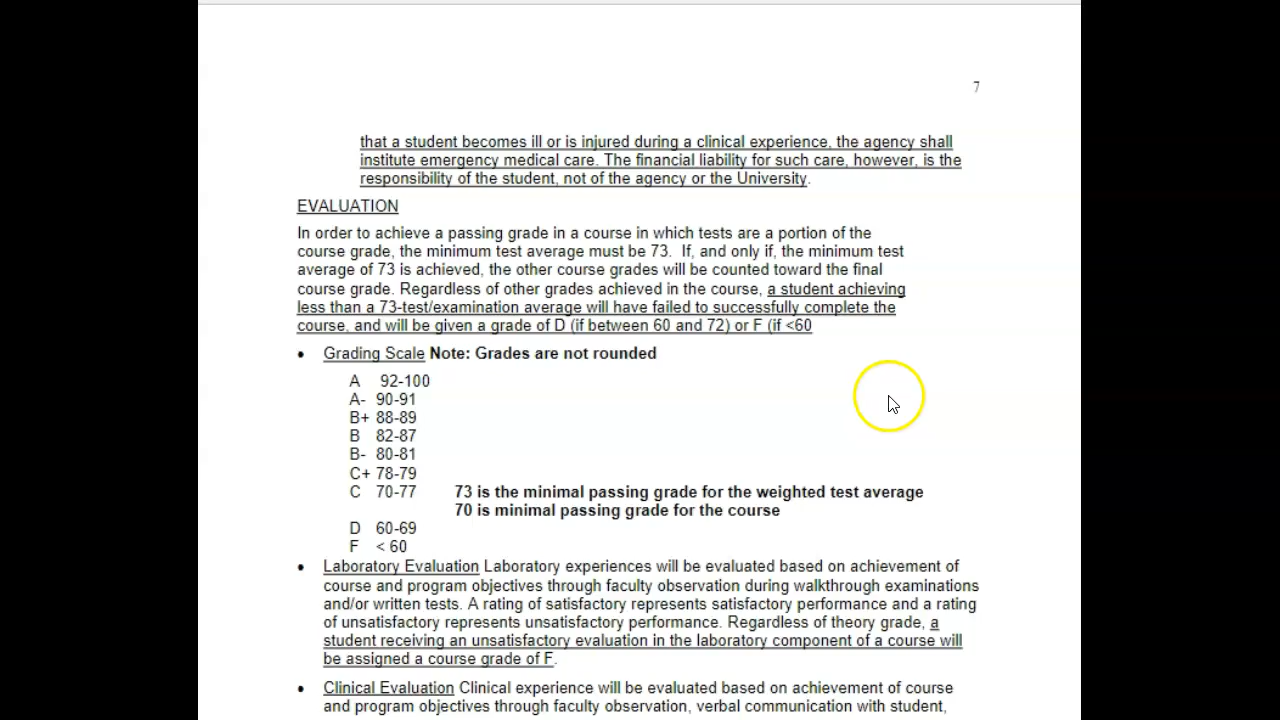 7
that a student becomes ill or is injured during a clinical experience, the agency shall
institute emergency medical care. The financial liability for such care, however, is the
responsibility of the student, not of the agency or the University.
EVALUATION
In order to achieve a passing grade in a course in which tests are a portion of the
course grade, the minimum test average must be 73.  If, and only if, the minimum test
average of 73 is achieved, the other course grades will be counted toward the final
course grade. Regardless of other grades achieved in the course, a student achieving
less than a 73-test/examination average will have failed to successfully complete the
course, and will be given a grade of D (if between 60 and 72) or F (if <60
• Grading Scale Note: Grades are not rounded
A 92-100
A- 90-91
B+ 88-89
B 82-87
B- 80-81
C+ 78-79
C 70-77 73 is the minimal passing grade for the weighted test average
70 is minimal passing grade for the course
D 60-69
F < 60
• Laboratory Evaluation Laboratory experiences will be evaluated based on achievement of
course and program objectives through faculty observation during walkthrough examinations
and/or written tests. A rating of satisfactory represents satisfactory performance and a rating
of unsatisfactory represents unsatisfactory performance. Regardless of theory grade, a
student receiving an unsatisfactory evaluation in the laboratory component of a course will
be assigned a course grade of F.
• Clinical Evaluation Clinical experience will be evaluated based on achievement of course
and program objectives through faculty observation, verbal communication with student,